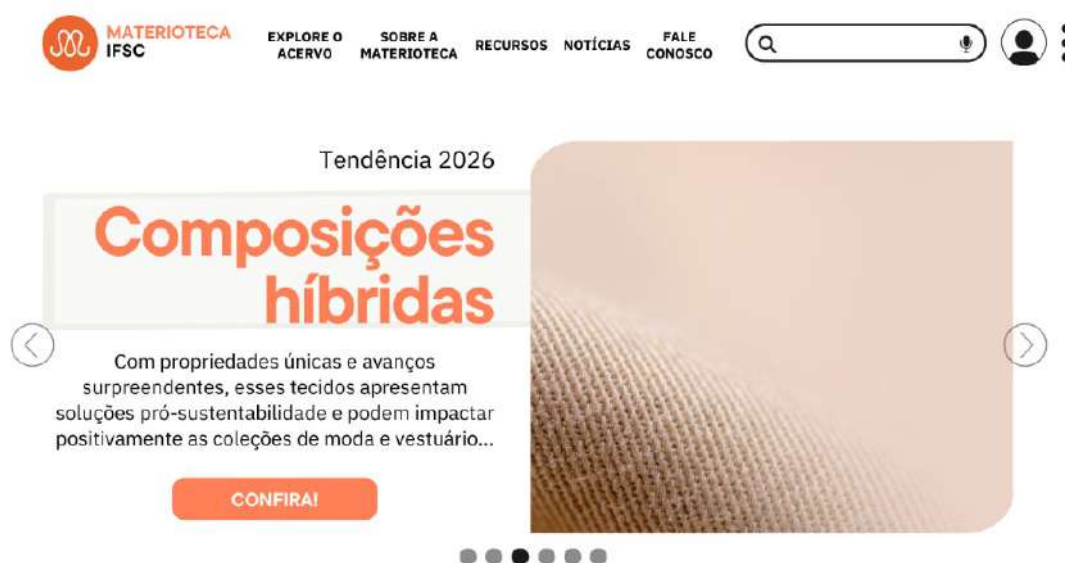 MATERIOTECA
IFSC
EXPLORE O
ACERVO
SOBRE A
MATERIOTECA
RECURSOS
NOTÍCIAS
FALE
CONOSCO
Tendência 2026
Composições
híbridas
Com propriedades únicas e avanços
surpreendentes, esses tecidos apresentam
soluções pró-sustentabilidade e podem impactar
positivamente as coleções de moda e vestuário...
CONFIRA!